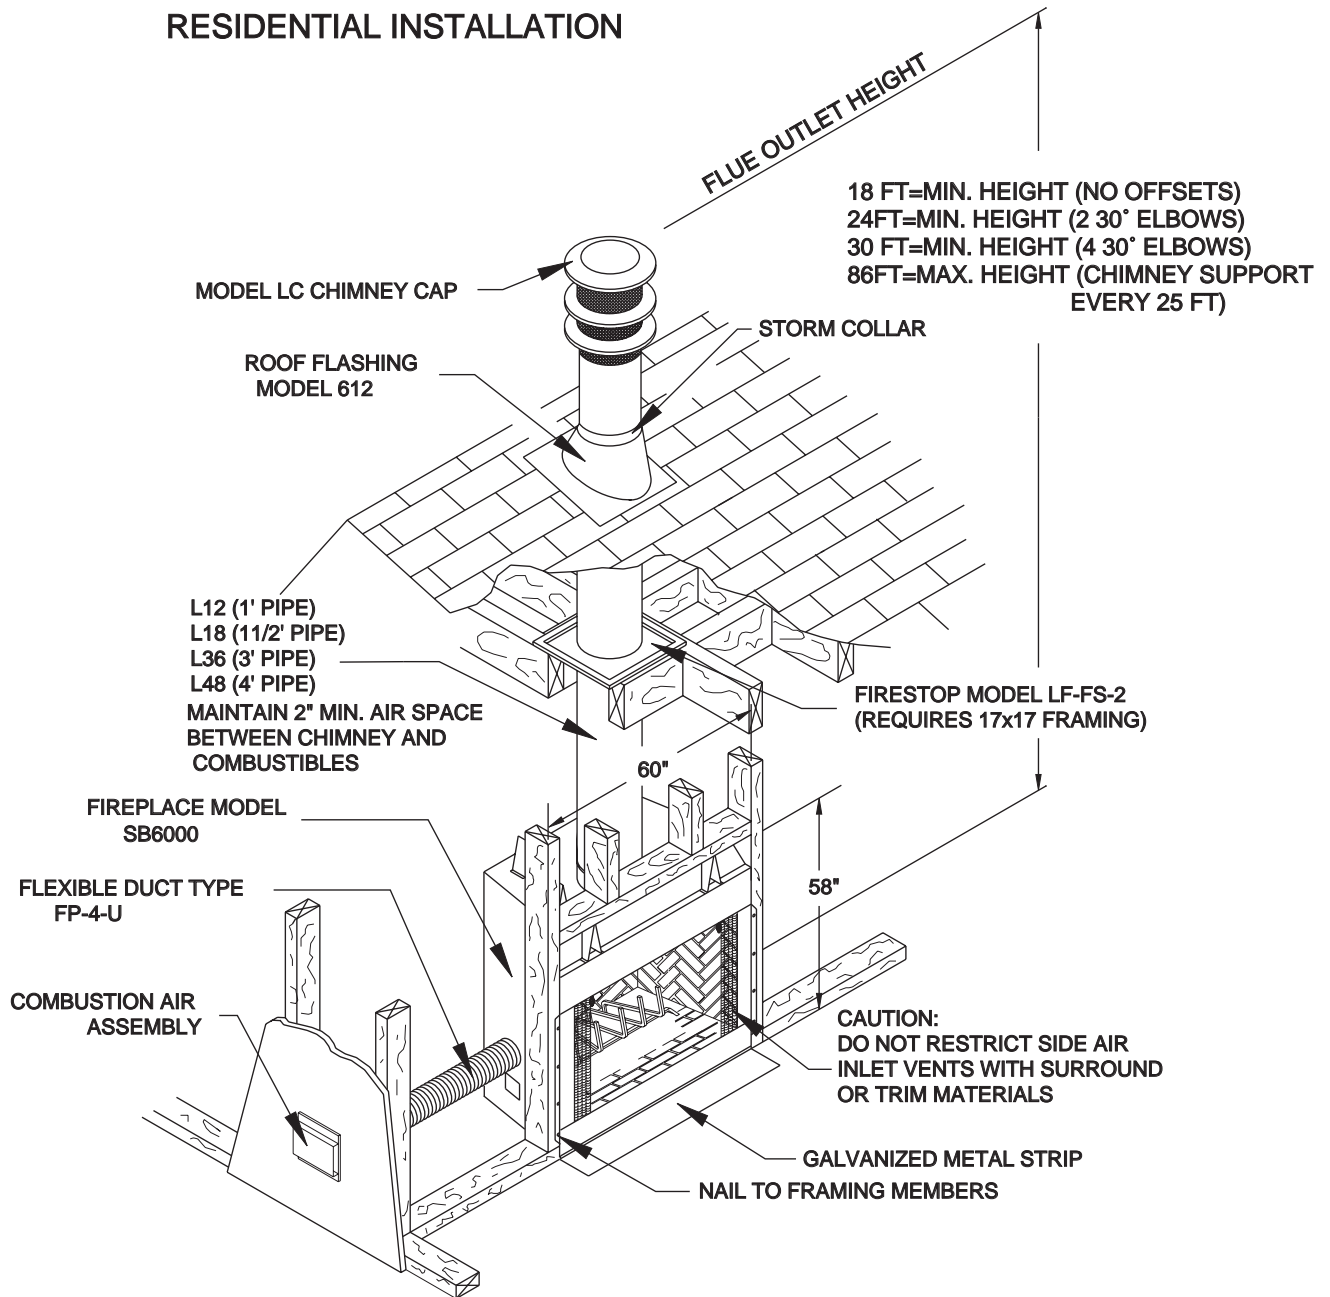 RESIDENTIAL INSTALLATION
FLUE OUTLET HEIGHT
18 FT=MIN. HEIGHT (NO OFFSETS)
24FT=MIN. HEIGHT (2 30° ELBOWS)
30 FT=MIN. HEIGHT (4 30° ELBOWS)
86FT=MAX. HEIGHT (CHIMNEY SUPPORT
EVERY 25 FT)
MODEL LC CHIMNEY CAP
STORM COLLAR
ROOF FLASHING
MODEL 612
L12 (1' PIPE)
L18 (11/2' PIPE)
L36 (3' PIPE)
L48 (4' PIPE)
MAINTAIN 2" MIN. AIR SPACE
BETWEEN CHIMNEY AND
COMBUSTIBLES
FIRESTOP MODEL LF-FS-2
(REQUIRES 17x17 FRAMING)
60"
FIREPLACE MODEL
SB6000
58"
FLEXIBLE DUCT TYPE
FP-4-U
COMBUSTION AIR
ASSEMBLY
CAUTION:
DO NOT RESTRICT SIDE AIR
INLET VENTS WITH SURROUND
OR TRIM MATERIALS
GALVANIZED METAL STRIP
NAIL TO FRAMING MEMBERS